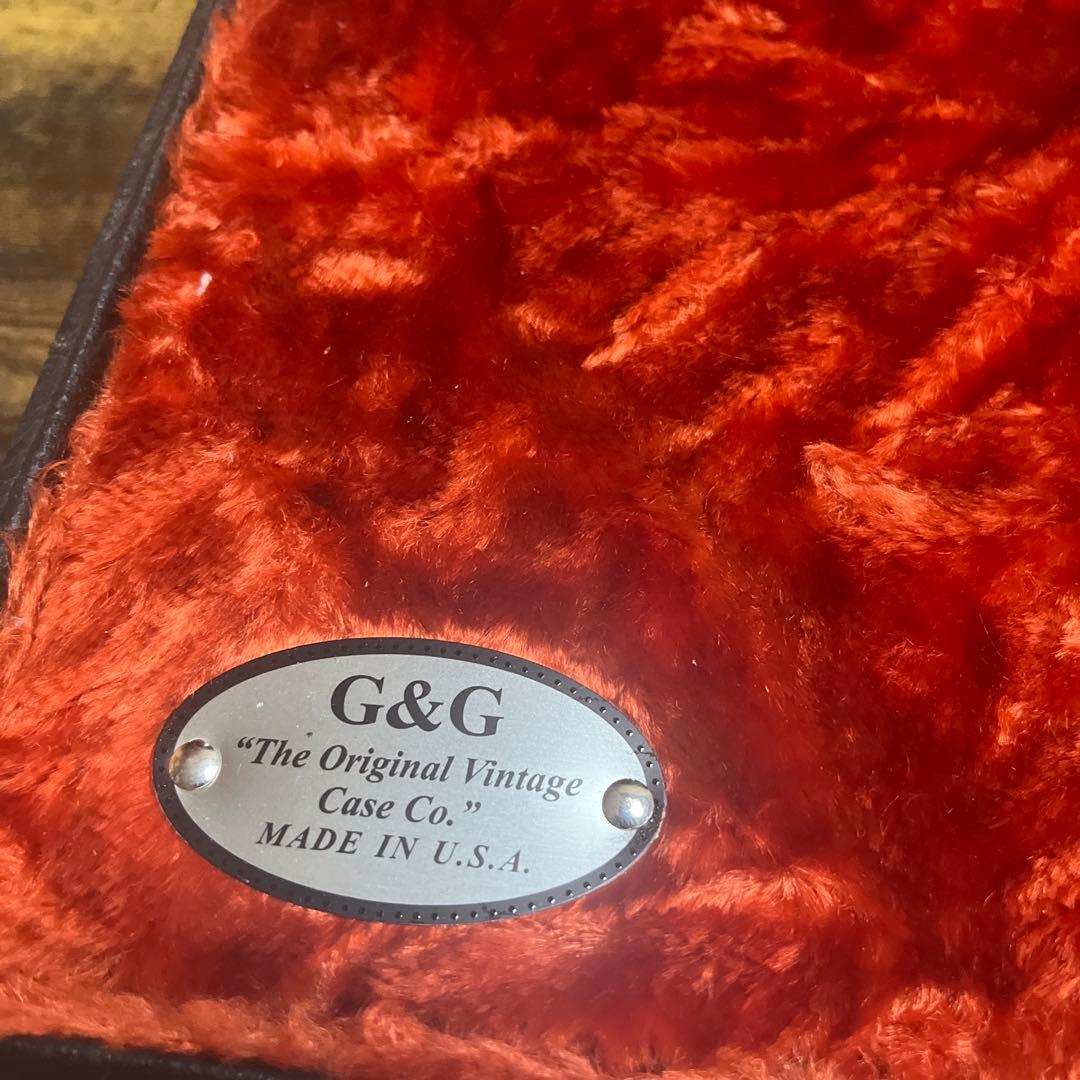 G&G
“The Original Vintage
Case Co.”
MADE IN U.S.A.